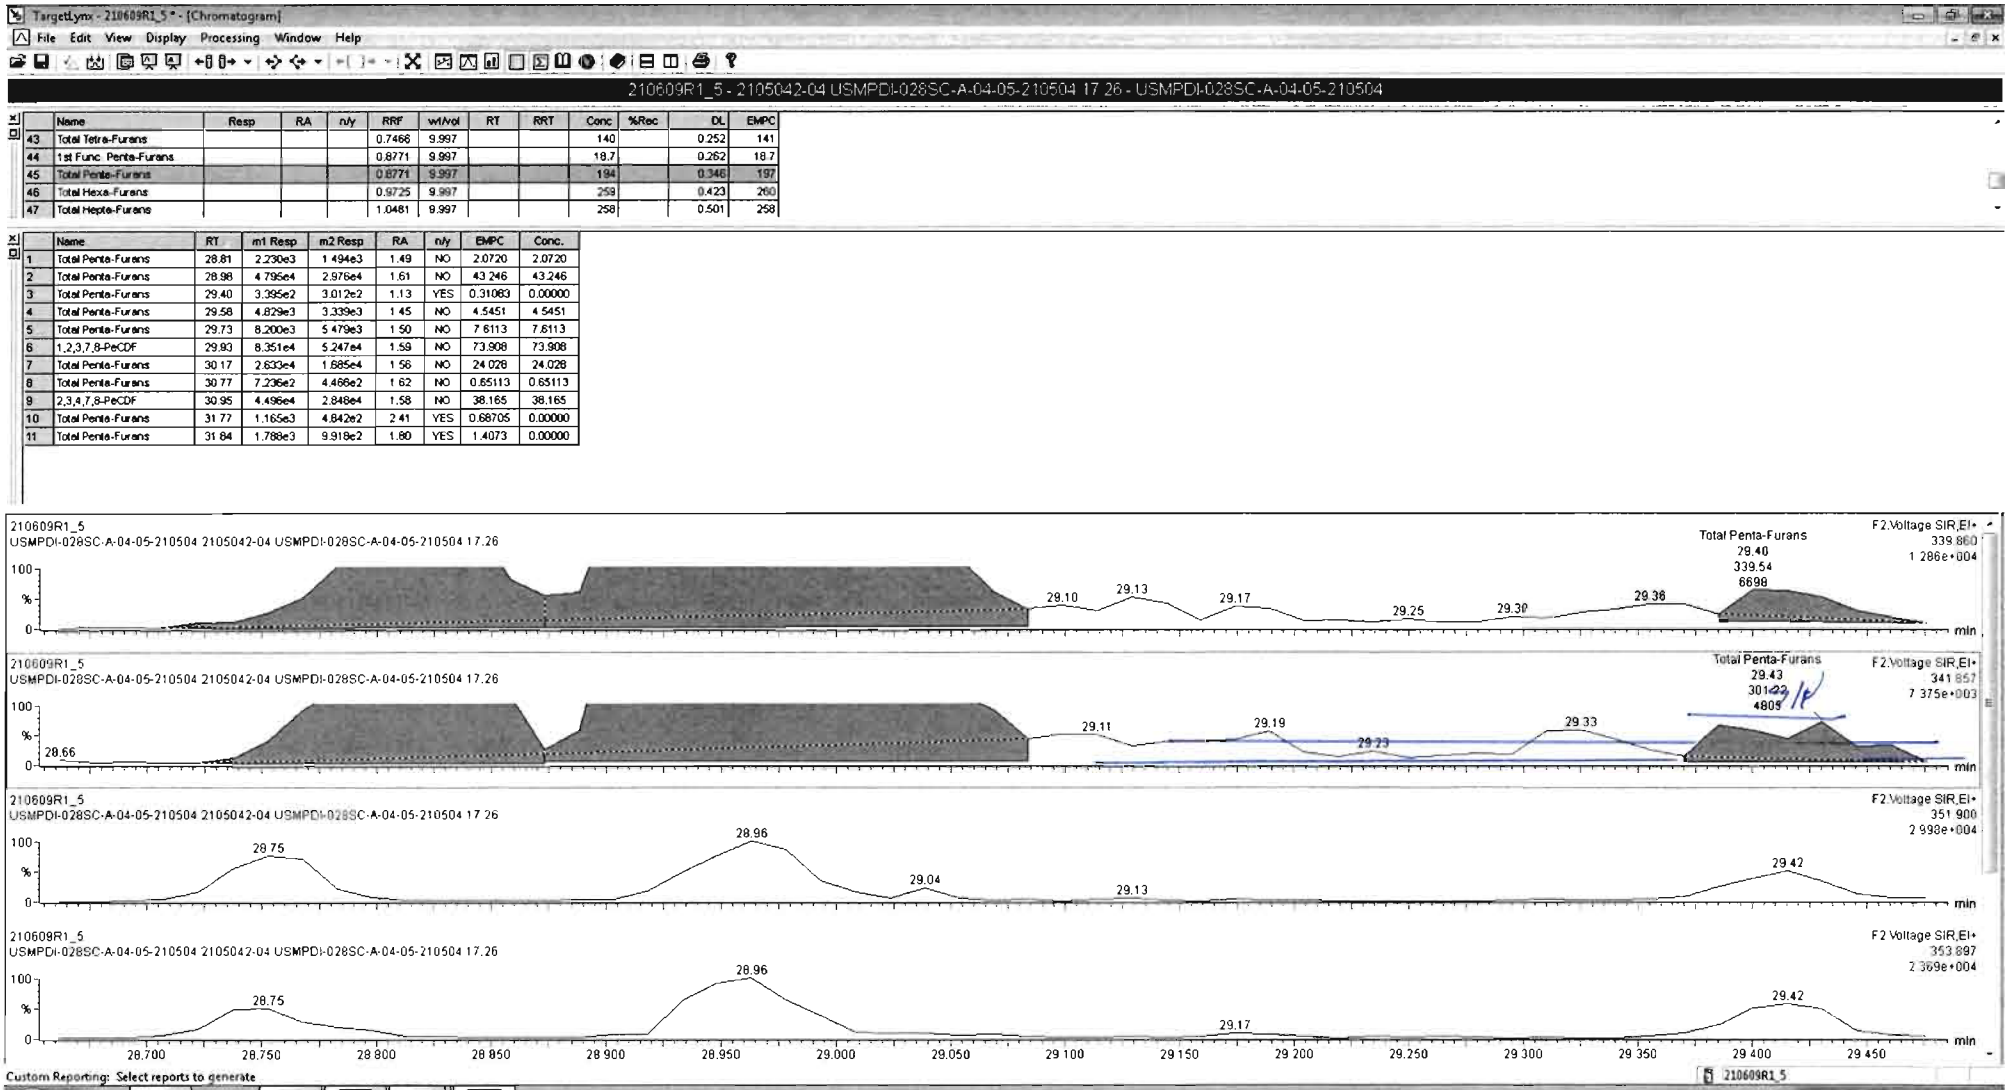 TargetLynx - 210609R1_5 * - [Chromatogram]
File Edit View Display Processing Window Help
210609R1_5 - 2105042-04 USMPDI-028SC-A-04-05-210504 17.26 - USMPDI-028SC-A-04-05-210504
Name Resp RA n/y RRF wt/vol RT RRT Conc %Rec DL EMPC
43 Total Tetra-Furans 0.7466 9.997 140 0.252 141
44 1st Func. Penta-Furans 0.8771 9.997 18.7 0.262 18.7
45 Total Penta-Furans 0.8771 9.997 194 0.346 197
46 Total Hexa-Furans 0.9725 9.997 259 0.423 260
47 Total Hepta-Furans 1.0481 9.997 258 0.501 258
Name RT m1 Resp m2 Resp RA n/y EMPC Conc.
1 Total Penta-Furans 28.81 2.230e3 1.494e3 1.49 NO 2.0720 2.0720
2 Total Penta-Furans 28.98 4.795e4 2.976e4 1.61 NO 43.246 43.246
3 Total Penta-Furans 29.40 3.395e2 3.012e2 1.13 YES 0.31063 0.00000
4 Total Penta-Furans 29.58 4.829e3 3.339e3 1.45 NO 4.5451 4.5451
5 Total Penta-Furans 29.73 8.200e3 5.479e3 1.50 NO 7.6113 7.6113
6 1,2,3,7,8-PeCDF 29.93 8.351e4 5.247e4 1.59 NO 73.908 73.908
7 Total Penta-Furans 30.17 2.633e4 1.685e4 1.56 NO 24.028 24.028
8 Total Penta-Furans 30.77 7.236e2 4.466e2 1.62 NO 0.65113 0.65113
9 2,3,4,7,8-PeCDF 30.95 4.496e4 2.848e4 1.58 NO 38.165 38.165
10 Total Penta-Furans 31.77 1.165e3 4.842e2 2.41 YES 0.68705 0.00000
11 Total Penta-Furans 31.84 1.788e3 9.918e2 1.80 YES 1.4073 0.00000
210609R1_5
USMPDI-028SC-A-04-05-210504 2105042-04 USMPDI-028SC-A-04-05-210504 17.26
F2:Voltage SIR,EI+
339.860
1.286e+004
Total Penta-Furans
29.40
339.54
6698
100
%
0
29.10 29.13 29.17 29.25 29.30 29.36
min
210609R1_5
USMPDI-028SC-A-04-05-210504 2105042-04 USMPDI-028SC-A-04-05-210504 17.26
F2:Voltage SIR,EI+
341.857
7.375e+003
Total Penta-Furans
29.43
301.22
4805
100
%
0
28.66 29.11 29.19 29.23 29.33
min
210609R1_5
USMPDI-028SC-A-04-05-210504 2105042-04 USMPDI-028SC-A-04-05-210504 17.26
F2:Voltage SIR,EI+
351.900
2.998e+004
100
%
0
28.75 28.96 29.04 29.13 29.42
min
210609R1_5
USMPDI-028SC-A-04-05-210504 2105042-04 USMPDI-028SC-A-04-05-210504 17.26
F2:Voltage SIR,EI+
353.897
2.369e+004
100
%
0
28.75 28.96 29.17 29.42
min
28.700 28.750 28.800 28.850 28.900 28.950 29.000 29.050 29.100 29.150 29.200 29.250 29.300 29.350 29.400 29.450
Custom Reporting: Select reports to generate
210609R1_5